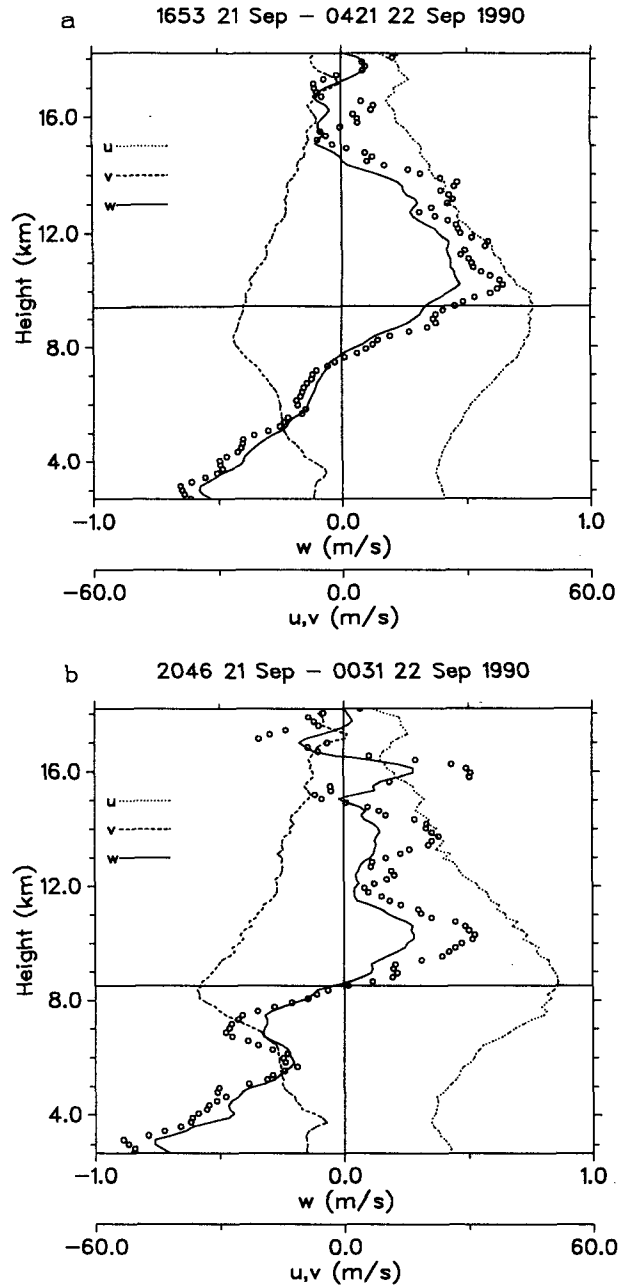 a
1653 21 Sep – 0421 22 Sep 1990
16.0
u
v
w
12.0
Height (km)
8.0
4.0
−1.0 0.0 1.0
w (m/s)
−60.0 0.0 60.0
u,v (m/s)
b
2046 21 Sep – 0031 22 Sep 1990
16.0
u
v
w
12.0
Height (km)
8.0
4.0
−1.0 0.0 1.0
w (m/s)
−60.0 0.0 60.0
u,v (m/s)